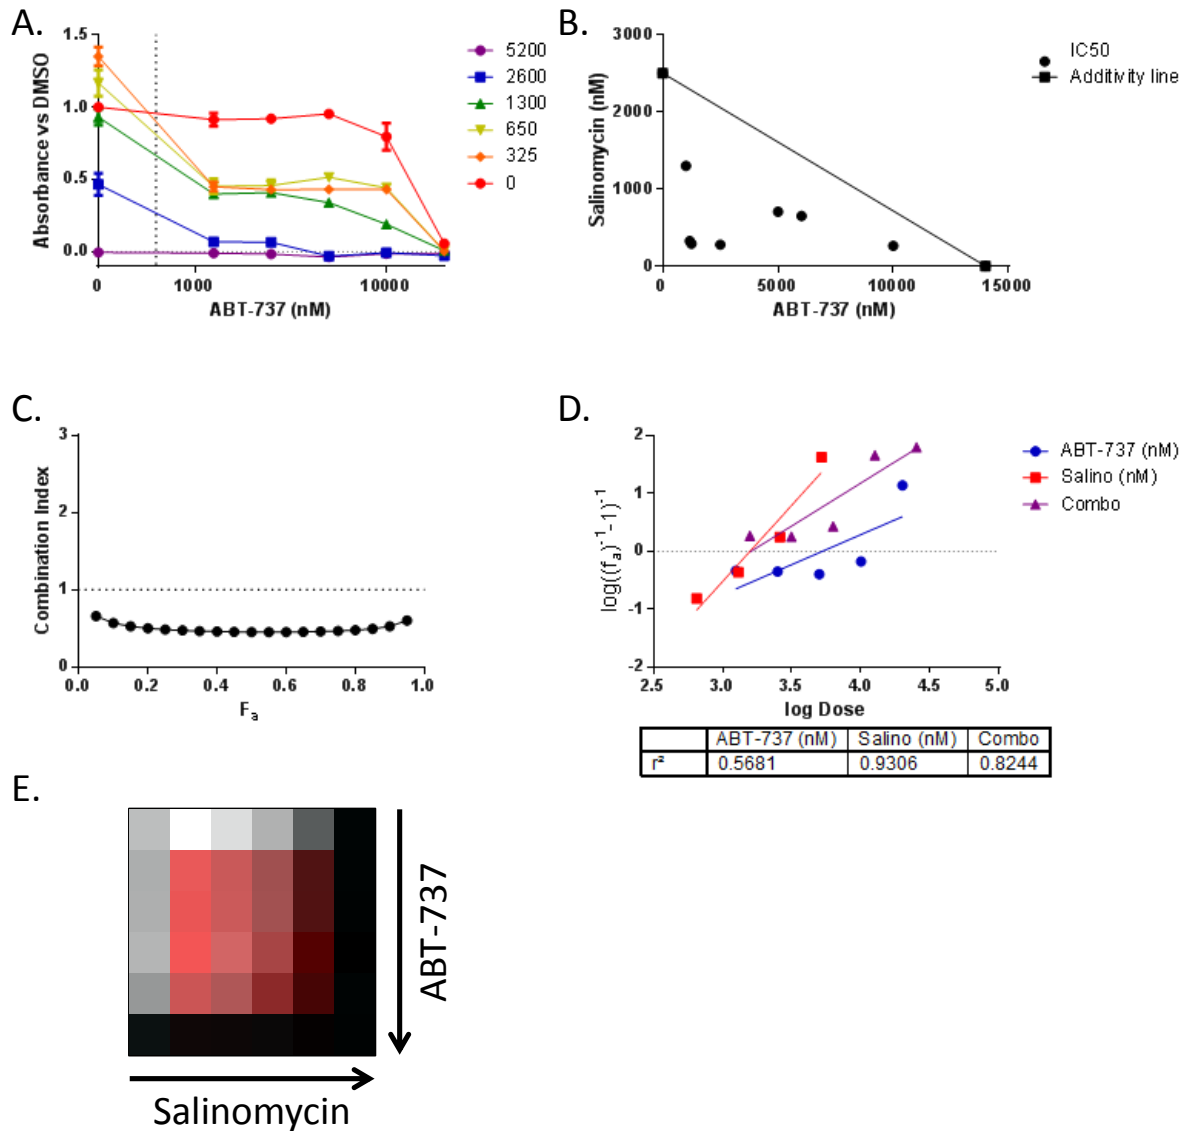 A.
1.5
1.0
0.5
0.0
Absorbance vs DMSO
0
1000
10000
ABT-737 (nM)
5200
2600
1300
650
325
0
B.
3000
2000
1000
0
Salinomycin (nM)
0
5000
10000
15000
ABT-737 (nM)
IC50
Additivity line
C.
3
2
1
0
Combination Index
0.0
0.2
0.4
0.6
0.8
1.0
Fa
D.
2
1
0
-1
-2
log((fa)-1-1)-1
2.5
3.0
3.5
4.0
4.5
5.0
log Dose
ABT-737 (nM)
Salino (nM)
Combo
ABT-737 (nM) Salino (nM) Combo
r² 0.5681 0.9306 0.8244
E.
ABT-737
Salinomycin